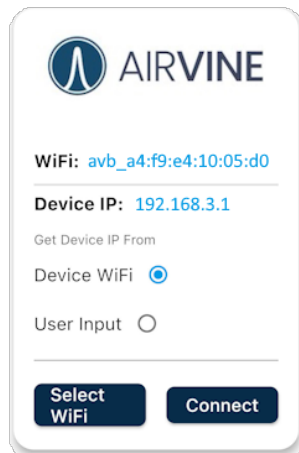 AIRVINE
WiFi: avb_a4:f9:e4:10:05:d0
Device IP: 192.168.3.1
Get Device IP From
Device WiFi
User Input
Select
WiFi
Connect